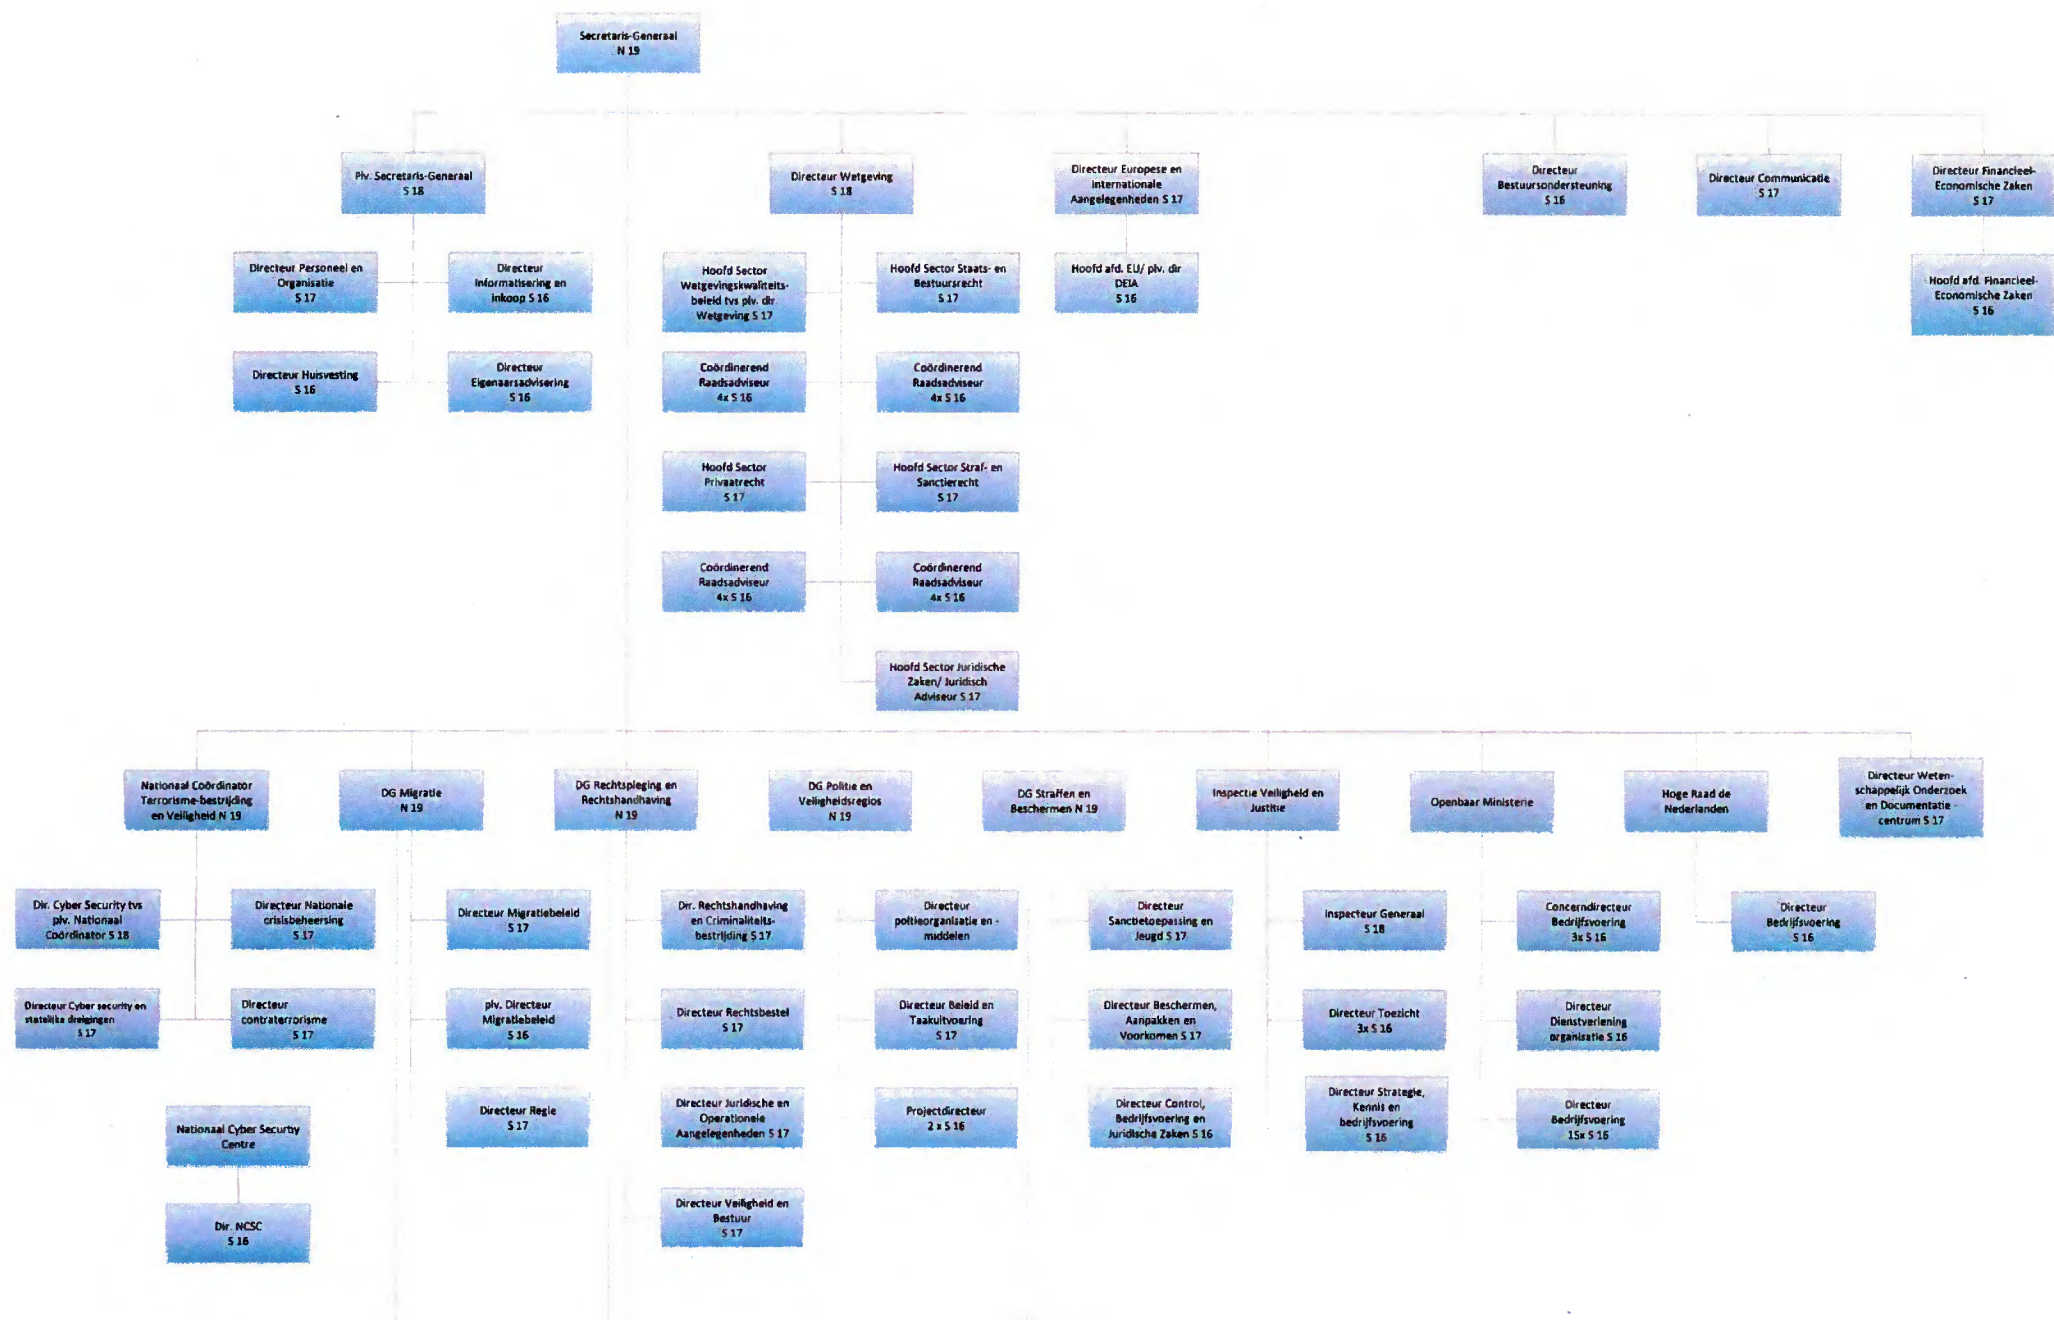 Secretaris-Generaal
N 19
Plv. Secretaris-Generaal
S 18
Directeur Wetgeving
S 18
Directeur Europese en
Internationale
Aangelegenheden S 17
Directeur
Bestuursondersteuning
S 16
Directeur Communicatie
S 17
Directeur Financieel-
Economische Zaken
S 17
Directeur Personeel en
Organisatie
S 17
Directeur
Informatisering en
inkoop S 16
Hoofd Sector
Wetgevingskwaliteits-
beleid tvs plv. dir
Wetgeving S 17
Hoofd Sector Staats- en
Bestuursrecht
S 17
Hoofd afd. EU/ plv. dir
DEIA
S 16
Hoofd afd. Financieel-
Economische Zaken
S 16
Directeur Huisvesting
S 16
Directeur
Eigenaarsadvisering
S 16
Coördinerend
Raadsadviseur
4x S 16
Coördinerend
Raadsadviseur
4x S 16
Hoofd Sector
Privaatrecht
S 17
Hoofd Sector Straf- en
Sanctierecht
S 17
Coördinerend
Raadsadviseur
4x S 16
Coördinerend
Raadsadviseur
4x S 16
Hoofd Sector Juridische
Zaken/ Juridisch
Adviseur S 17
Nationaal Coördinator
Terrorisme-bestrijding
en Veiligheid N 19
DG Migratie
N 19
DG Rechtspleging en
Rechtshandhaving
N 19
DG Politie en
Veiligheidsregios
N 19
DG Straffen en
Beschermen N 19
Inspectie Veiligheid en
Justitie
Openbaar Ministerie
Hoge Raad de
Nederlanden
Directeur Weten-
schappelijk Onderzoek
en Documentatie -
centrum S 17
Dir. Cyber Security tvs
plv. Nationaal
Coördinator S 18
Directeur Nationale
crisisbeheersing
S 17
Directeur Migratiebeleid
S 17
Dir. Rechtshandhaving
en Criminaliteits-
bestrijding S 17
Directeur
poltieorganisatie en -
middelen
Directeur
Sanctietoepassing en
Jeugd S 17
Inspecteur Generaal
S 18
Concerndirecteur
Bedrijfsvoering
3x S 16
Directeur
Bedrijfsvoering
S 16
Directeur Cyber security en
statelijke dreigingen
S 17
Directeur
contraterrorisme
S 17
plv. Directeur
Migratiebeleid
S 16
Directeur Rechtsbestel
S 17
Directeur Beleid en
Taakuitvoering
S 17
Directeur Beschermen,
Aanpakken en
Voorkomen S 17
Directeur Toezicht
3x S 16
Directeur
Dienstverlening
organisatie S 16
Nationaal Cyber Security
Centre
Directeur Regie
S 17
Directeur Juridische en
Operationele
Aangelegenheden S 17
Projectdirecteur
2 x S 16
Directeur Control,
Bedrijfsvoering en
Juridische Zaken S 16
Directeur Strategie,
Kennis en
bedrijfsvoering
S 16
Directeur
Bedrijfsvoering
15x S 16
Dir. NCSC
S 16
Directeur Veiligheid en
Bestuur
S 17